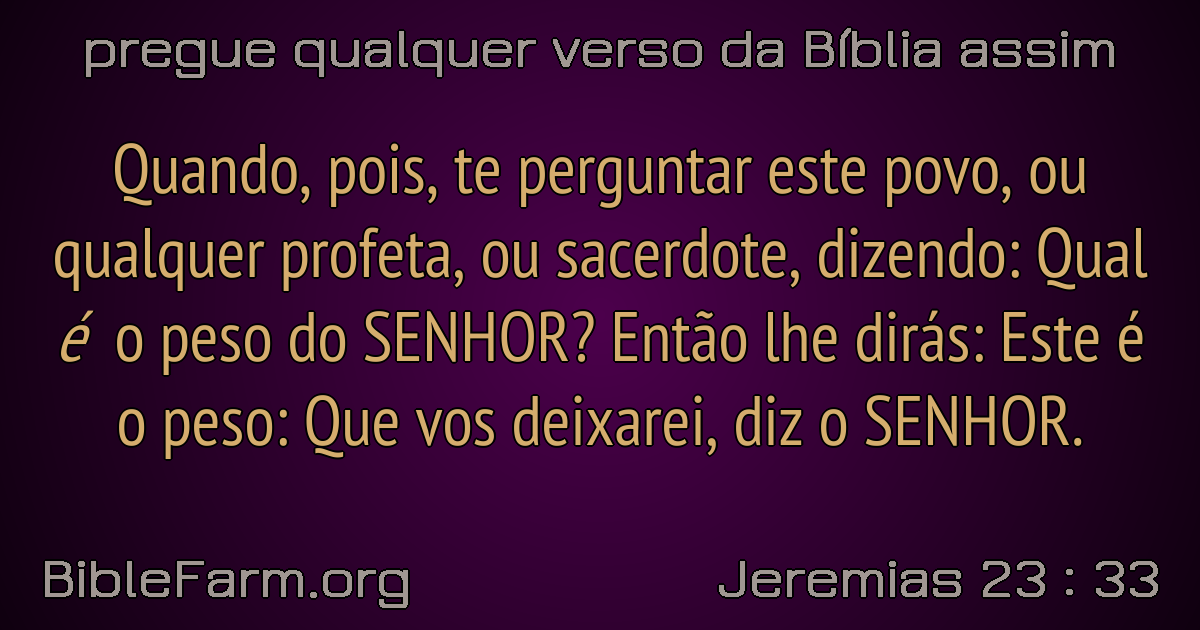 pregue qualquer verso da Bíblia assim
Quando, pois, te perguntar este povo, ou
qualquer profeta, ou sacerdote, dizendo: Qual
é o peso do SENHOR? Então lhe dirás: Este é
o peso: Que vos deixarei, diz o SENHOR.
BibleFarm.org
Jeremias 23 : 33